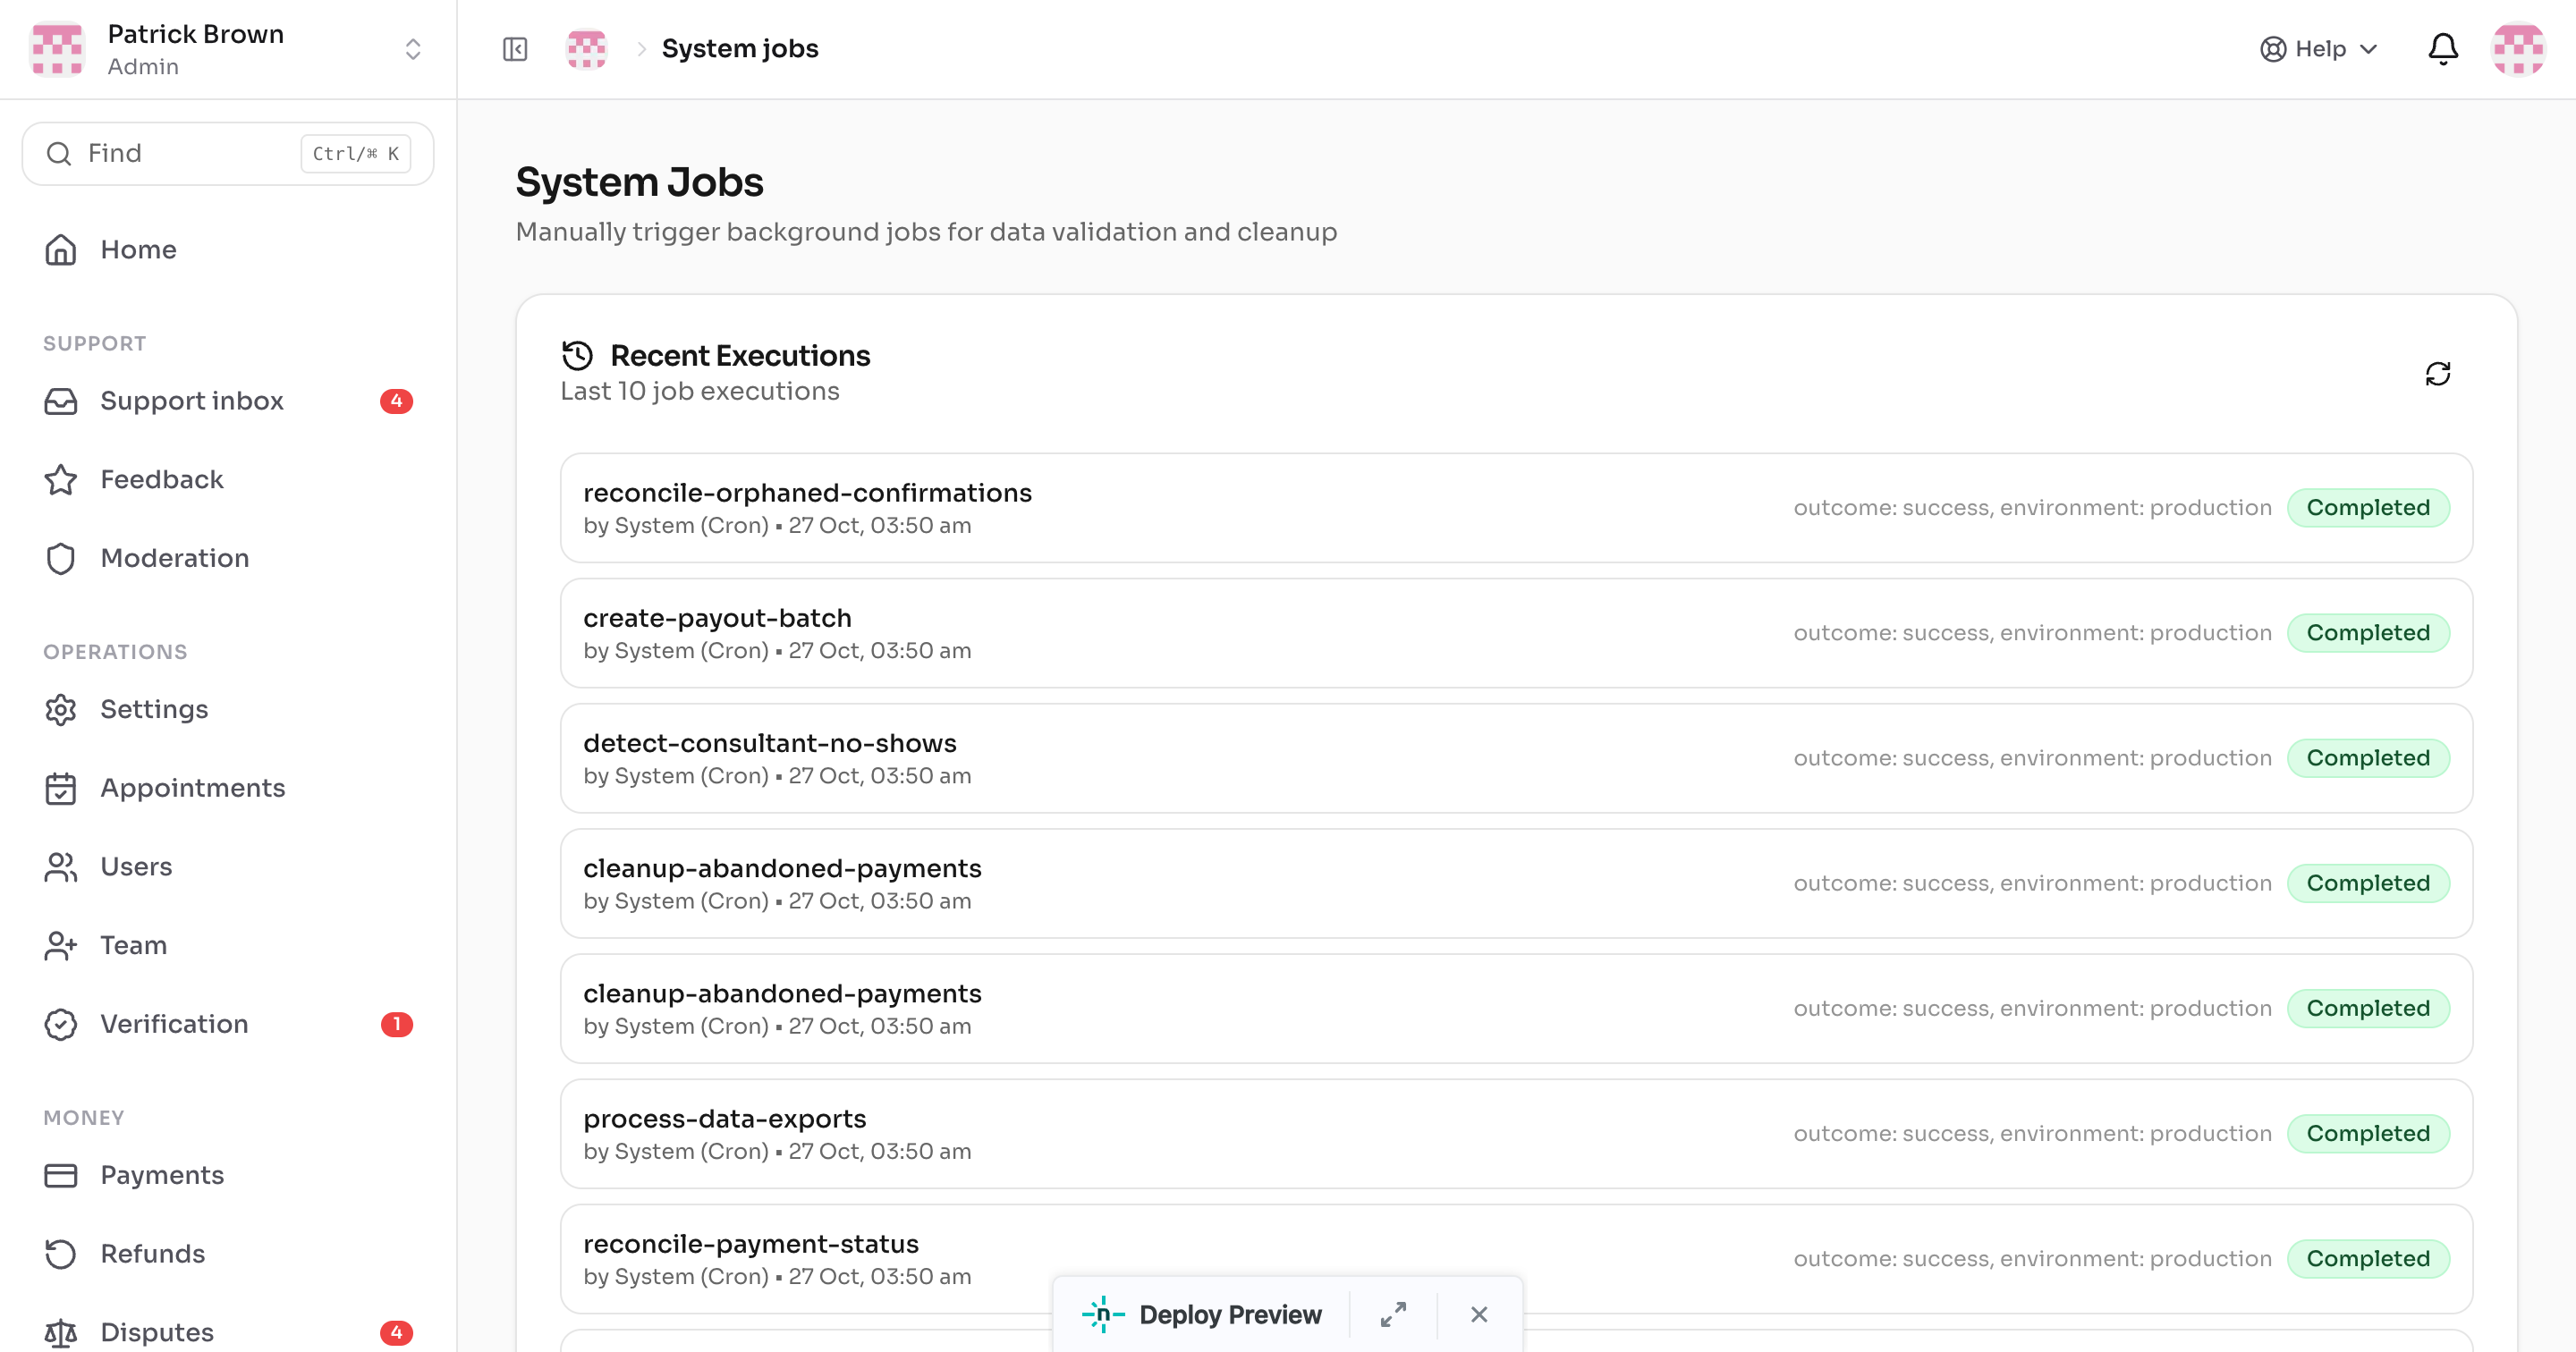 Patrick Brown
Admin
System jobs
Help
Find
Ctrl/⌘ K
Home
SUPPORT
Support inbox 4
Feedback
Moderation
OPERATIONS
Settings
Appointments
Users
Team
Verification 1
MONEY
Payments
Refunds
Disputes 4
System Jobs
Manually trigger background jobs for data validation and cleanup
Recent Executions
Last 10 job executions
reconcile-orphaned-confirmations
by System (Cron) • 27 Oct, 03:50 am
outcome: success, environment: production Completed
create-payout-batch
by System (Cron) • 27 Oct, 03:50 am
outcome: success, environment: production Completed
detect-consultant-no-shows
by System (Cron) • 27 Oct, 03:50 am
outcome: success, environment: production Completed
cleanup-abandoned-payments
by System (Cron) • 27 Oct, 03:50 am
outcome: success, environment: production Completed
cleanup-abandoned-payments
by System (Cron) • 27 Oct, 03:50 am
outcome: success, environment: production Completed
process-data-exports
by System (Cron) • 27 Oct, 03:50 am
outcome: success, environment: production Completed
reconcile-payment-status
by System (Cron) • 27 Oct, 03:50 am
outcome: success, environment: production Completed
Deploy Preview